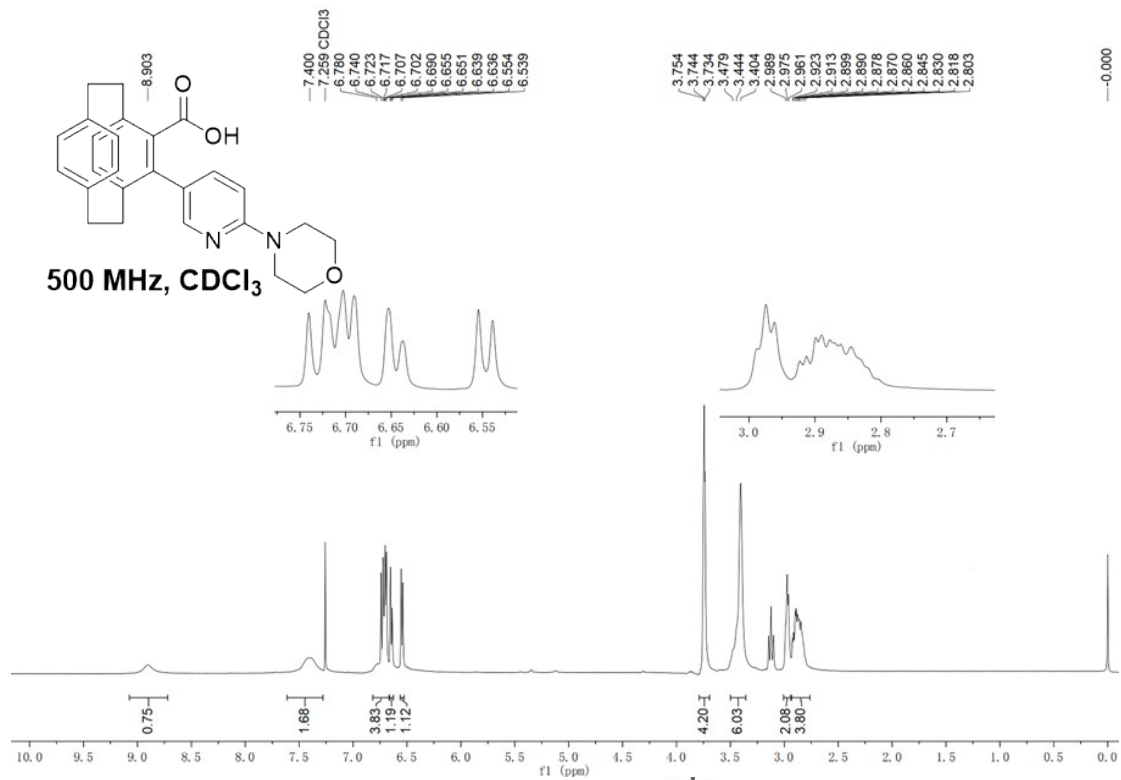 8.903
7.400
7.259 CDCl3
6.780
6.740
6.723
6.717
6.707
6.702
6.690
6.655
6.651
6.639
6.636
6.554
6.539
3.754
3.744
3.734
3.479
3.444
3.404
2.989
2.975
2.961
2.923
2.913
2.899
2.890
2.878
2.870
2.860
2.845
2.830
2.818
2.803
-0.000
O
OH
N
N
O
500 MHz, CDCl₃
6.75 6.70 6.65 6.60 6.55
f1 (ppm)
3.0 2.9 2.8 2.7
f1 (ppm)
0.75 1.68 3.83 1.19 1.12 4.20 6.03 2.08 3.80
10.0 9.5 9.0 8.5 8.0 7.5 7.0 6.5 6.0 5.5 5.0 4.5 4.0 3.5 3.0 2.5 2.0 1.5 1.0 0.5 0.0
f1 (ppm)